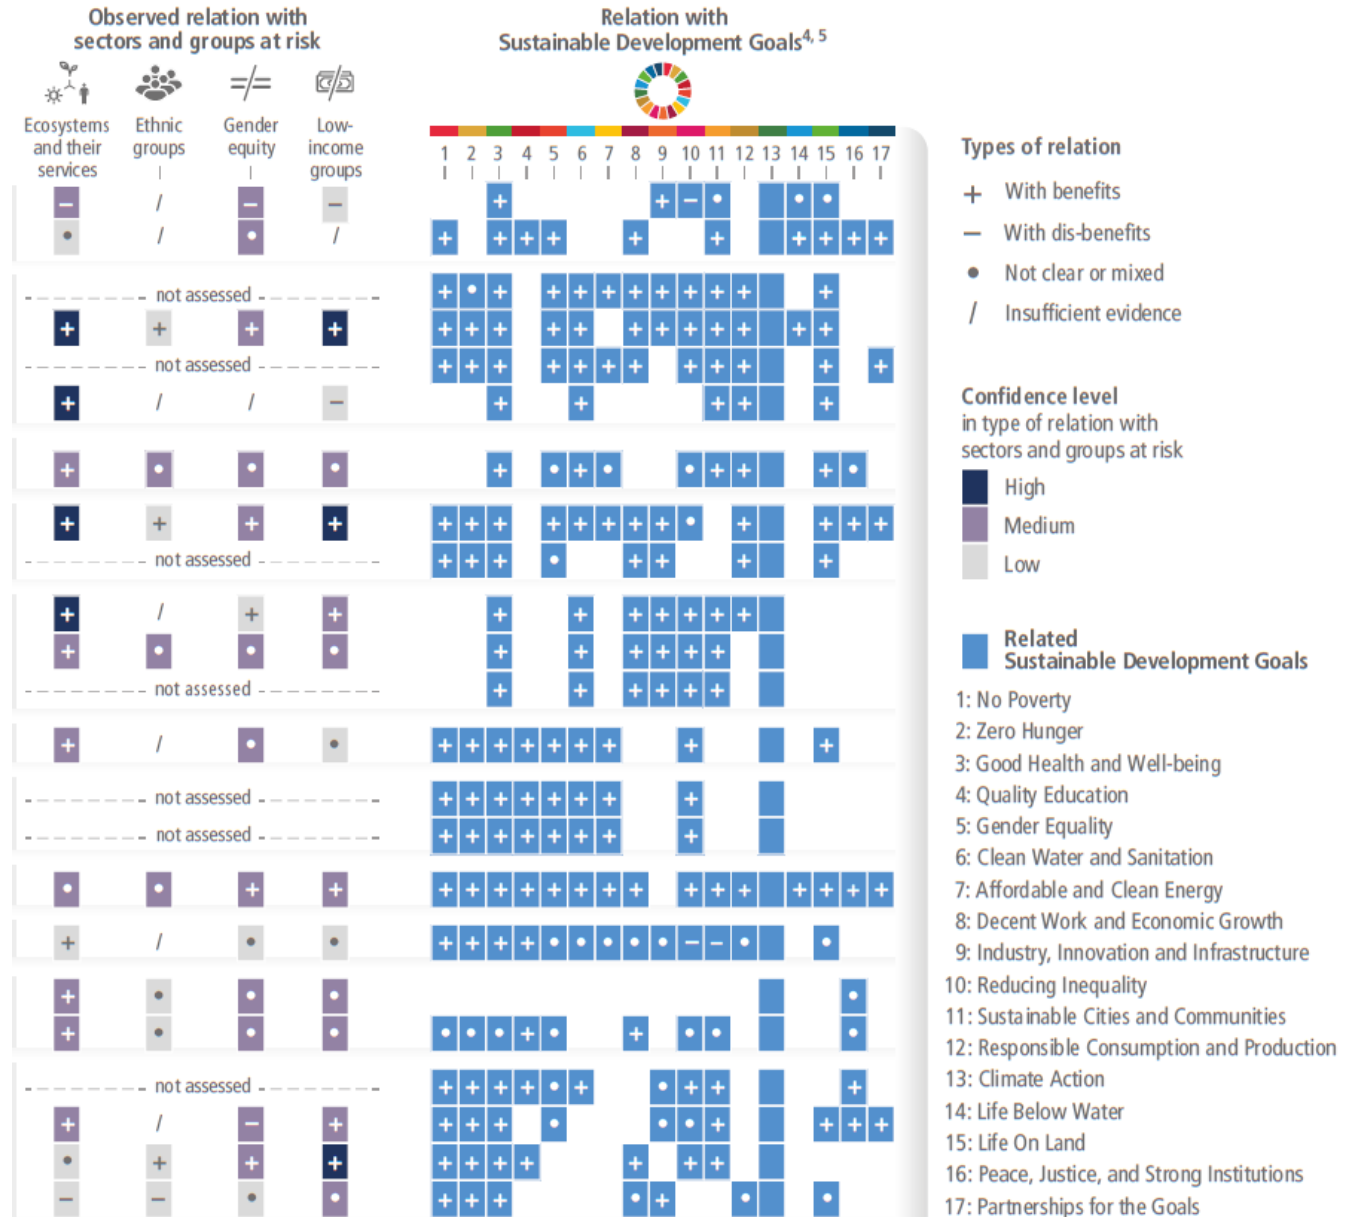 Observed relation with
sectors and groups at risk
Relation with
Sustainable Development Goals4, 5
Ecosystems
and their
services
Ethnic
groups
Gender
equity
Low-
income
groups
1 2 3 4 5 6 7 8 9 10 11 12 13 14 15 16 17
− / − − + + − • • •
• / • / + + + + + + + + + +
not assessed + • + + + + + + + + + +
+ + + + + + + + + + + + + + + +
not assessed + + + + + + + + + + + +
+ / / − + + + + +
+ • • • + • + • • + + + •
+ + + + + + + + + + + + • + + + +
not assessed + + + • + + + +
+ / + + + + + + + + +
+ • • • + + + + + +
not assessed + + + + + +
+ / • • + + + + + + + + +
not assessed + + + + + + + +
not assessed + + + + + + + +
• • + + + + + + + + + + + + + + + + +
+ / • • + + + + • • • • • − − • •
+ • • • •
+ • • • • • • + • + • • •
not assessed + + + + • + • + + +
+ / − + + + + • • • + + + +
• + + + + + + + + + +
− − • • + + + • + • •
Types of relation
+ With benefits
− With dis-benefits
• Not clear or mixed
/ Insufficient evidence
Confidence level
in type of relation with
sectors and groups at risk
High
Medium
Low
Related
Sustainable Development Goals
1: No Poverty
2: Zero Hunger
3: Good Health and Well-being
4: Quality Education
5: Gender Equality
6: Clean Water and Sanitation
7: Affordable and Clean Energy
8: Decent Work and Economic Growth
9: Industry, Innovation and Infrastructure
10: Reducing Inequality
11: Sustainable Cities and Communities
12: Responsible Consumption and Production
13: Climate Action
14: Life Below Water
15: Life On Land
16: Peace, Justice, and Strong Institutions
17: Partnerships for the Goals